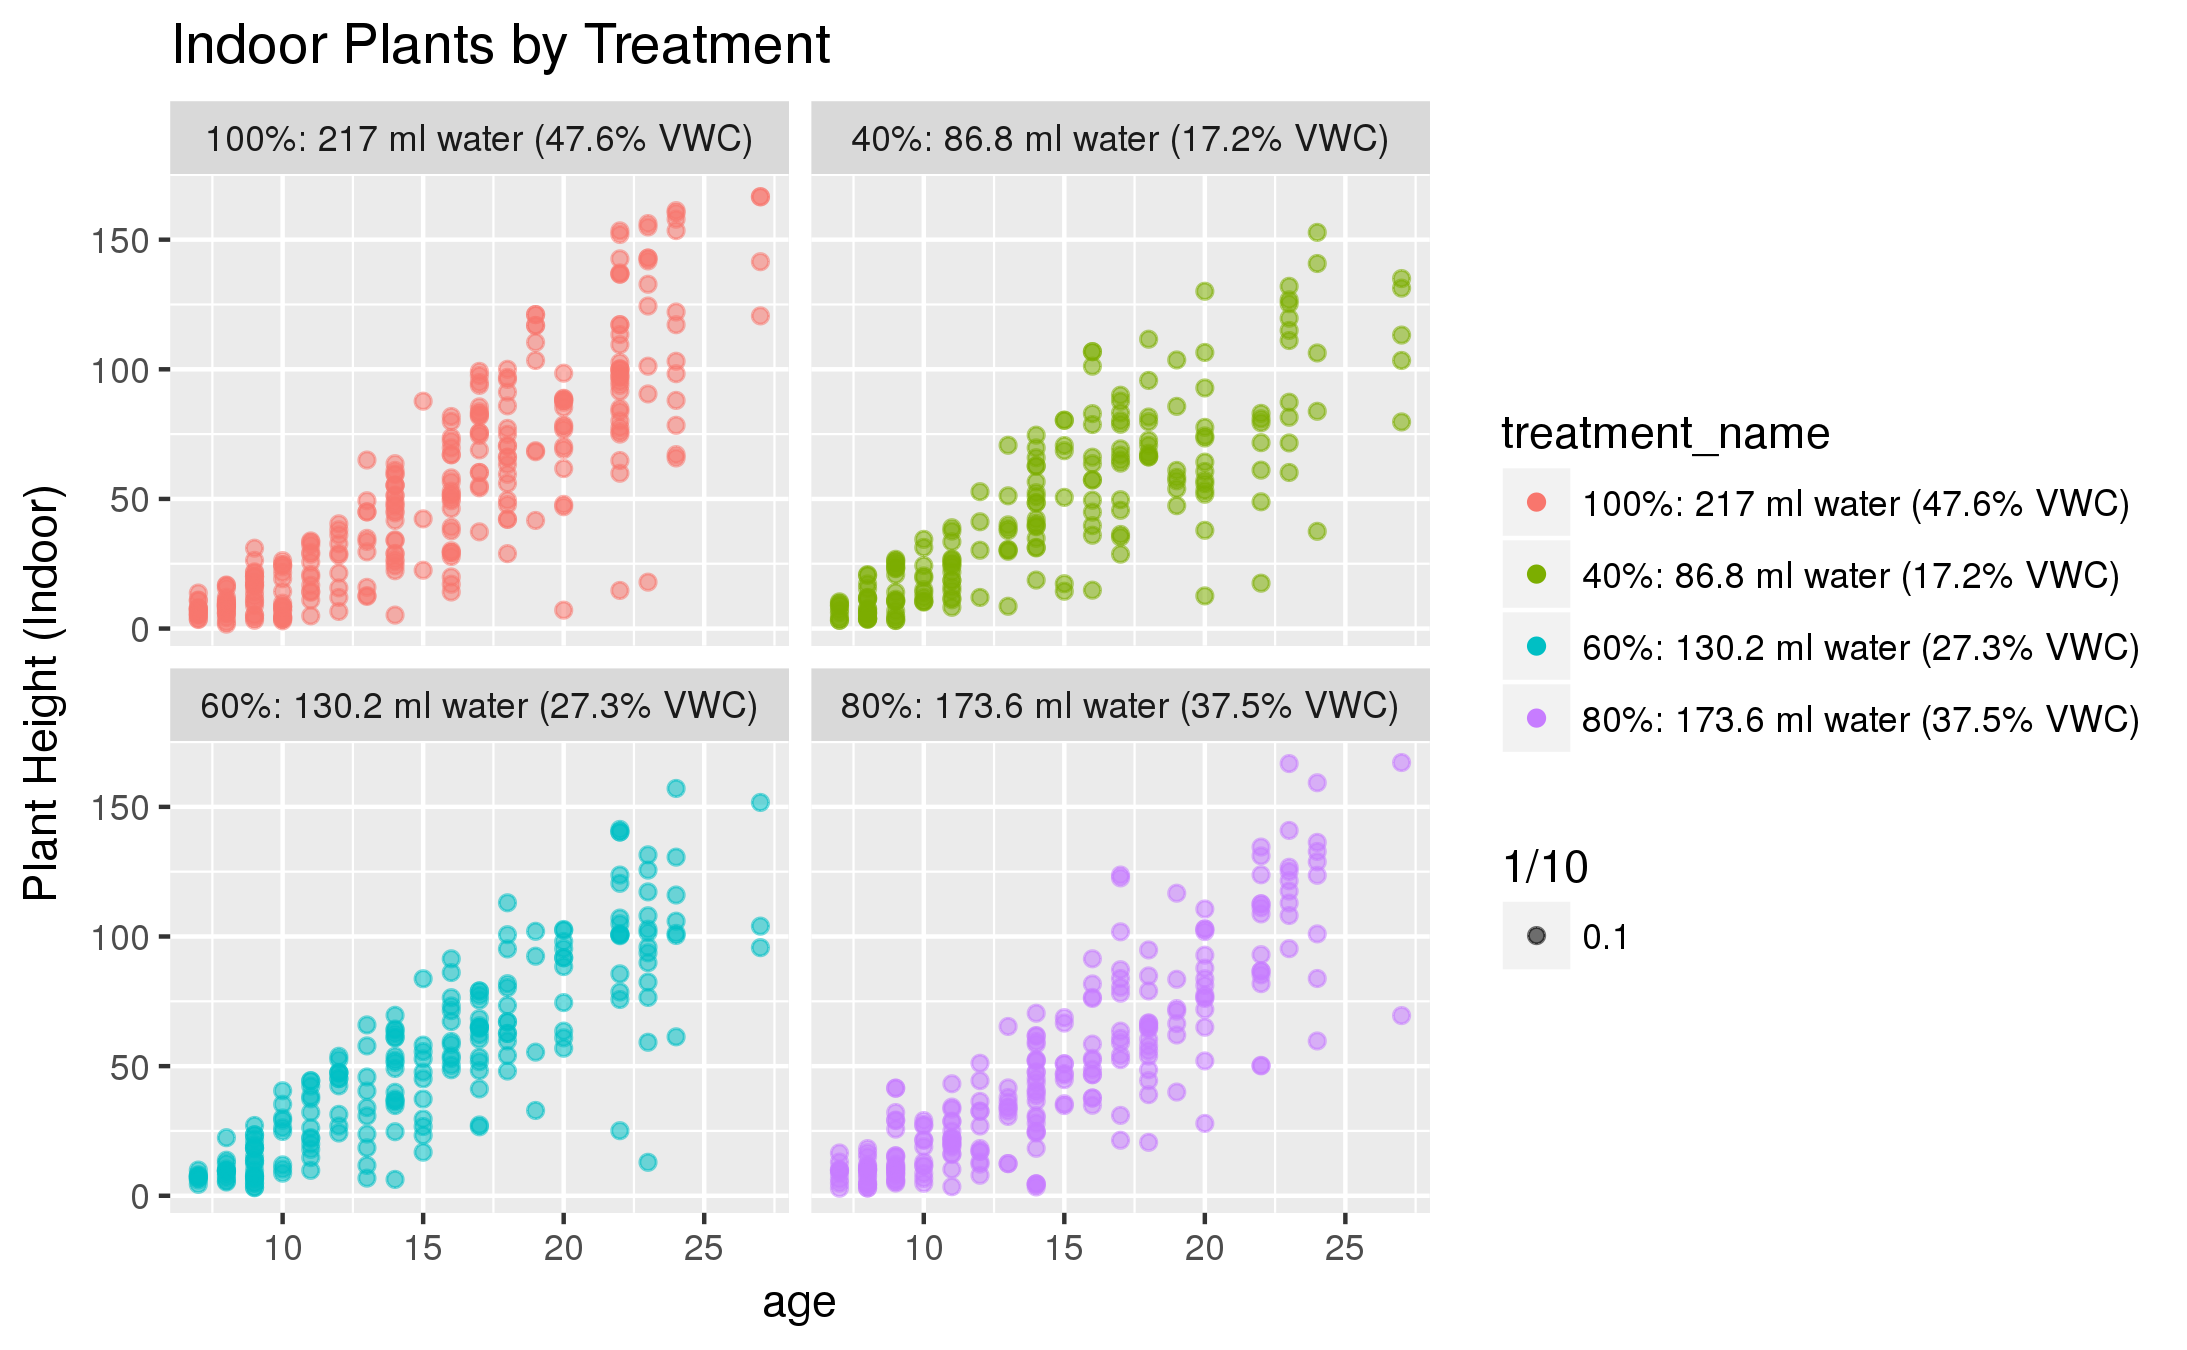 Indoor Plants by Treatment
100%: 217 ml water (47.6% VWC)
40%: 86.8 ml water (17.2% VWC)
150
100
50
0
60%: 130.2 ml water (27.3% VWC)
80%: 173.6 ml water (37.5% VWC)
150
100
50
0
10 15 20 25
10 15 20 25
age
Plant Height (Indoor)
treatment_name
100%: 217 ml water (47.6% VWC)
40%: 86.8 ml water (17.2% VWC)
60%: 130.2 ml water (27.3% VWC)
80%: 173.6 ml water (37.5% VWC)
1/10
0.1